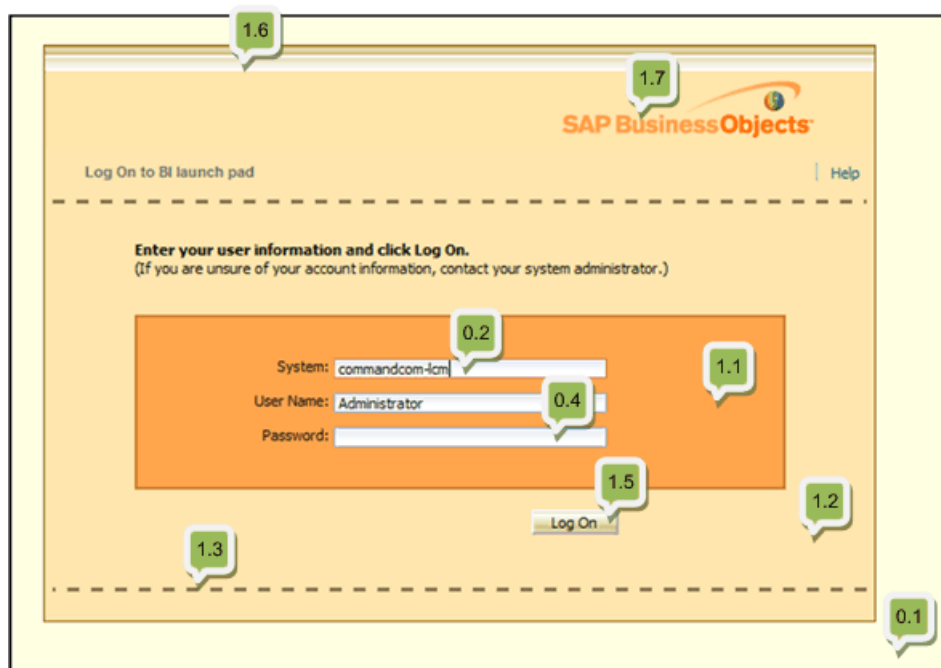 1.6
1.7
SAP BusinessObjects™
Log On to BI launch pad
Help
Enter your user information and click Log On.
(If you are unsure of your account information, contact your system administrator.)
0.2
1.1
System: commandcom-lcm
User Name: Administrator
0.4
Password:
1.5
1.2
Log On
1.3
0.1